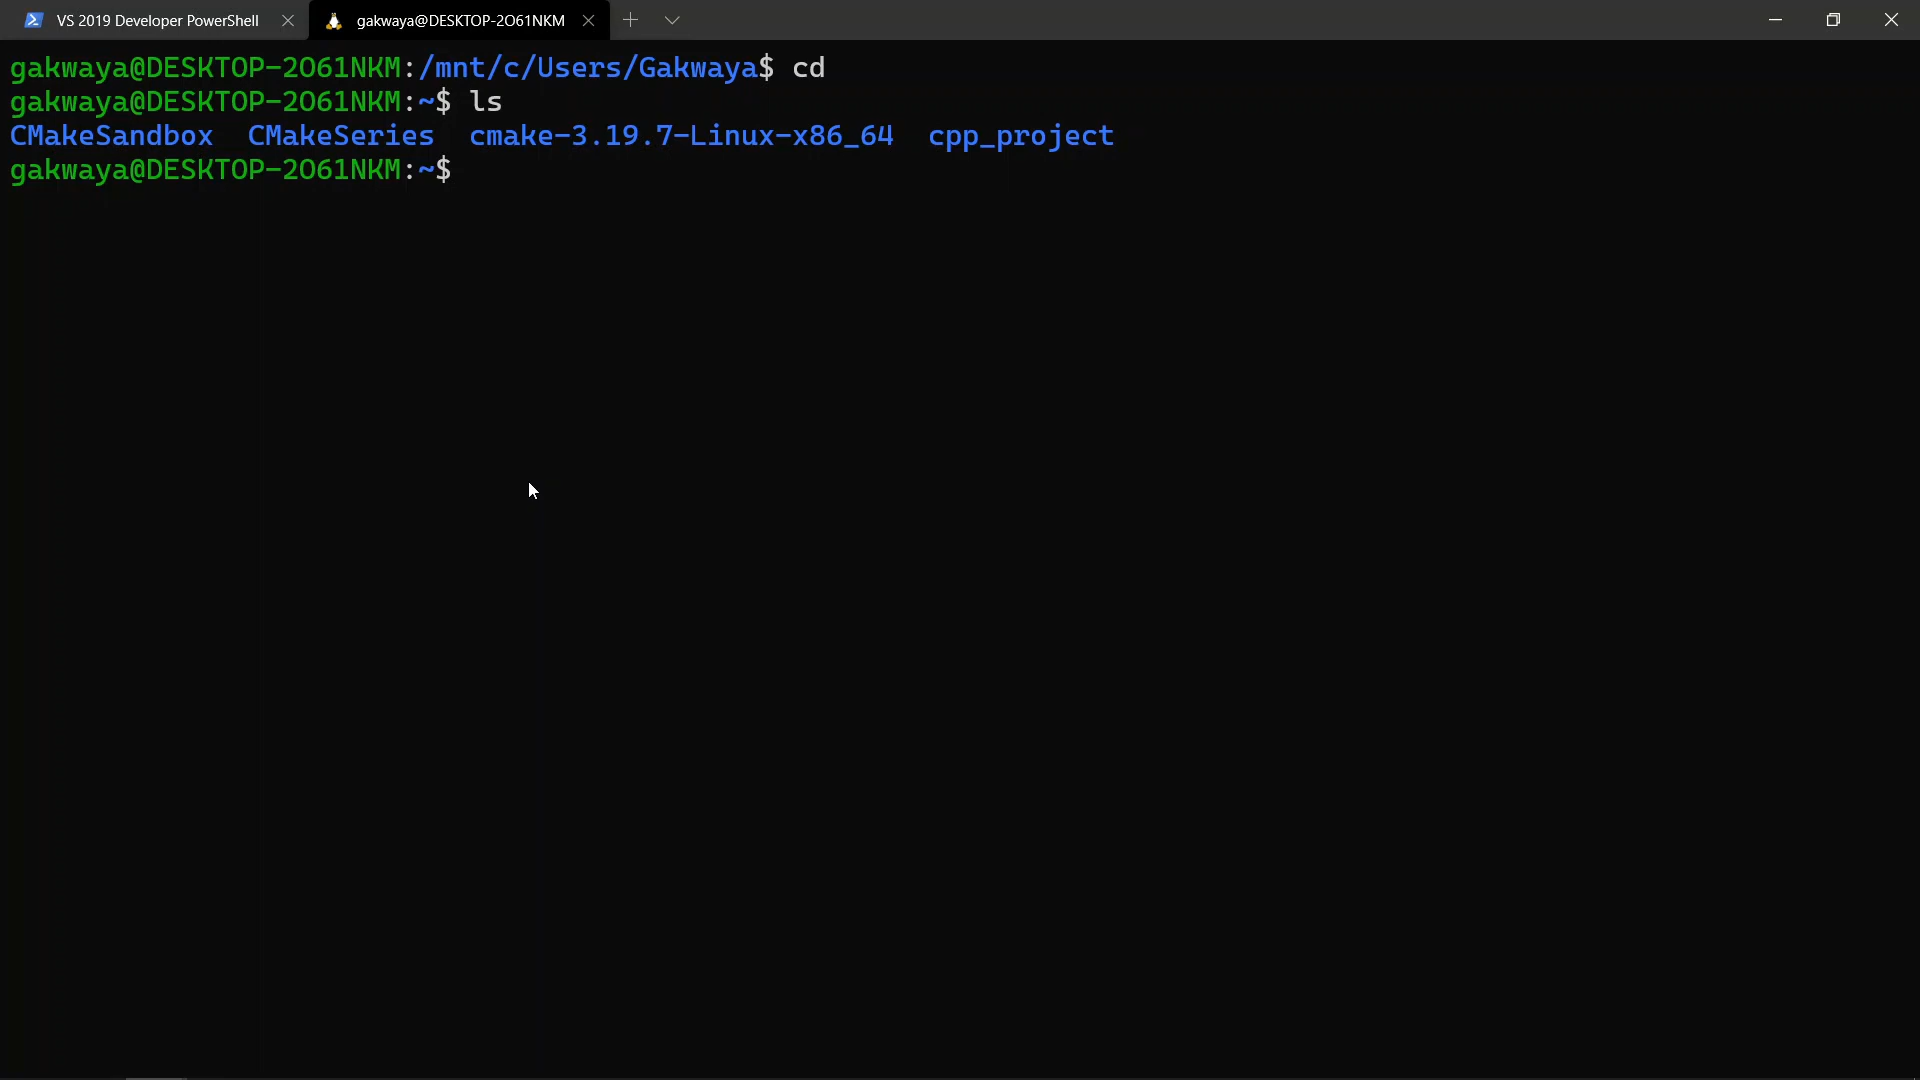 VS 2019 Developer PowerShell gakwaya@DESKTOP-2O61NKM
gakwaya@DESKTOP-2O61NKM:/mnt/c/Users/Gakwaya$ cd
gakwaya@DESKTOP-2O61NKM:~$ ls
CMakeSandbox  CMakeSeries  cmake-3.19.7-Linux-x86_64  cpp_project
gakwaya@DESKTOP-2O61NKM:~$